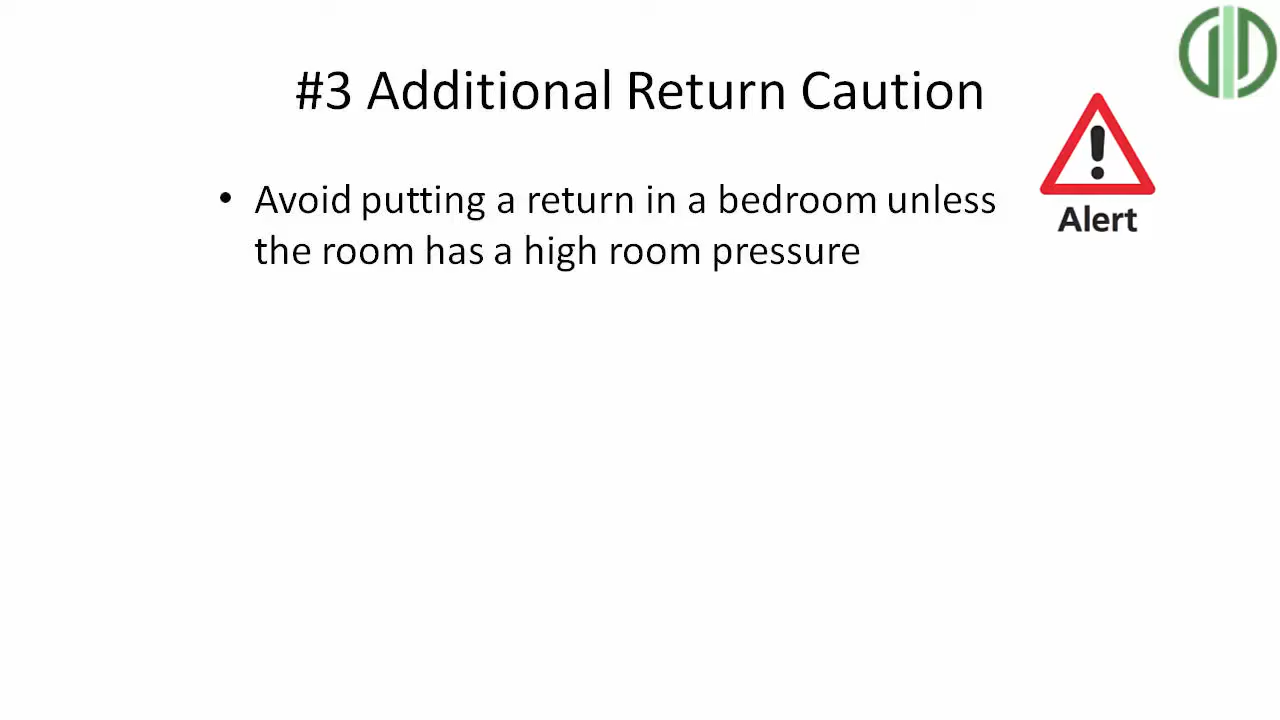 #3 Additional Return Caution
• Avoid putting a return in a bedroom unless
the room has a high room pressure
Alert